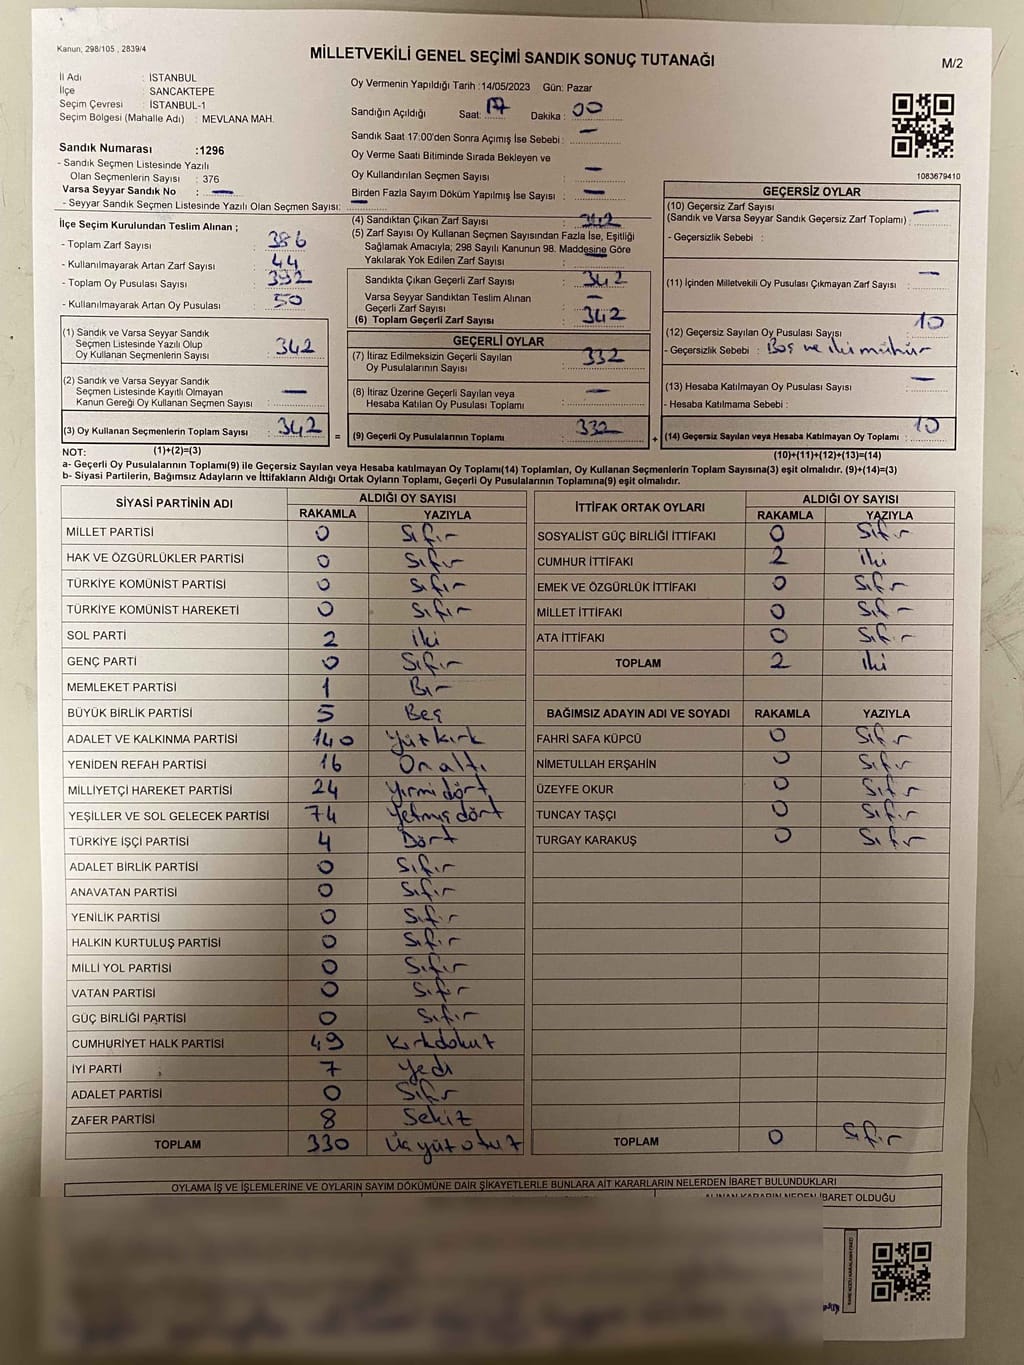 Kanun; 298/105 , 2839/4
MİLLETVEKİLİ GENEL SEÇİMİ SANDIK SONUÇ TUTANAĞI
M/2
İl Adı : İSTANBUL
İlçe SANCAKTEPE
Seçim Çevresi : İSTANBUL-1
Seçim Bölgesi (Mahalle Adı) : MEVLANA MAH.
Oy Vermenin Yapıldığı Tarih :14/05/2023 Gün: Pazar
Sandığın Açıldığı Saat: 17 Dakika : 00
Sandık Saat 17:00'den Sonra Açımış İse Sebebi : —
Oy Verme Saati Bitiminde Sırada Bekleyen ve
Oy Kullandırılan Seçmen Sayısı : —
Birden Fazla Sayım Döküm Yapılmış İse Sayısı : —
1083679410
Sandık Numarası :1296
- Sandık Seçmen Listesinde Yazılı
Olan Seçmenlerin Sayısı : 376
Varsa Seyyar Sandık No : —
- Seyyar Sandık Seçmen Listesinde Yazılı Olan Seçmen Sayısı: —
İlçe Seçim Kurulundan Teslim Alınan ;
- Toplam Zarf Sayısı : 386
- Kullanılmayarak Artan Zarf Sayısı : 44
- Toplam Oy Pusulası Sayısı : 392
- Kullanılmayarak Artan Oy Pusulası : 50
(1) Sandık ve Varsa Seyyar Sandık
Seçmen Listesinde Yazılı Olup
Oy Kullanan Seçmenlerin Sayısı : 342
(2) Sandık ve Varsa Seyyar Sandık
Seçmen Listesinde Kayıtlı Olmayan
Kanun Gereği Oy Kullanan Seçmen Sayısı : —
(3) Oy Kullanan Seçmenlerin Toplam Sayısı : 342
(4) Sandıktan Çıkan Zarf Sayısı : 342
(5) Zarf Sayısı Oy Kullanan Seçmen Sayısından Fazla İse, Eşitliği
Sağlamak Amacıyla; 298 Sayılı Kanunun 98. Maddesine Göre
Yakılarak Yok Edilen Zarf Sayısı : —
Sandıkta Çıkan Geçerli Zarf Sayısı : 342
Varsa Seyyar Sandıktan Teslim Alınan
Geçerli Zarf Sayısı : —
(6) Toplam Geçerli Zarf Sayısı : 342
GEÇERLİ OYLAR
(7) İtiraz Edilmeksizin Geçerli Sayılan
Oy Pusulalarının Sayısı : 332
(8) İtiraz Üzerine Geçerli Sayılan veya
Hesaba Katılan Oy Pusulası Toplamı : —
= (9) Geçerli Oy Pusulalarının Toplamı : 332
GEÇERSİZ OYLAR
(10) Geçersiz Zarf Sayısı
(Sandık ve Varsa Seyyar Sandık Geçersiz Zarf Toplamı) : —
- Geçersizlik Sebebi :
(11) İçinden Milletvekili Oy Pusulası Çıkmayan Zarf Sayısı : —
(12) Geçersiz Sayılan Oy Pusulası Sayısı : 10
- Geçersizlik Sebebi : Boş ve iki mühür
(13) Hesaba Katılmayan Oy Pusulası Sayısı : —
- Hesaba Katılmama Sebebi :
+ (14) Geçersiz Sayılan veya Hesaba Katılmayan Oy Toplamı : 10
NOT: (1)+(2)=(3) (10)+(11)+(12)+(13)=(14)
a- Geçerli Oy Pusulalarının Toplamı(9) ile Geçersiz Sayılan veya Hesaba katılmayan Oy Toplamı(14) Toplamları, Oy Kullanan Seçmenlerin Toplam Sayısına(3) eşit olmalıdır. (9)+(14)=(3)
b- Siyasi Partilerin, Bağımsız Adayların ve İttifakların Aldığı Ortak Oyların Toplamı, Geçerli Oy Pusulalarının Toplamına(9) eşit olmalıdır.
SİYASİ PARTİNİN ADI ALDIĞI OY SAYISI
RAKAMLA YAZIYLA
MİLLET PARTİSİ 0 Sıfır
HAK VE ÖZGÜRLÜKLER PARTİSİ 0 Sıfır
TÜRKİYE KOMÜNİST PARTİSİ 0 Sıfır
TÜRKİYE KOMÜNİST HAREKETİ 0 Sıfır
SOL PARTİ 2 iki
GENÇ PARTİ 0 Sıfır
MEMLEKET PARTİSİ 1 Bir
BÜYÜK BİRLİK PARTİSİ 5 Beş
ADALET VE KALKINMA PARTİSİ 140 Yüzkırk
YENİDEN REFAH PARTİSİ 16 On altı
MİLLİYETÇİ HAREKET PARTİSİ 24 Yirmi dört
YEŞİLLER VE SOL GELECEK PARTİSİ 74 Yetmiş dört
TÜRKİYE İŞÇİ PARTİSİ 4 Dört
ADALET BİRLİK PARTİSİ 0 Sıfır
ANAVATAN PARTİSİ 0 Sıfır
YENİLİK PARTİSİ 0 Sıfır
HALKIN KURTULUŞ PARTİSİ 0 Sıfır
MİLLİ YOL PARTİSİ 0 Sıfır
VATAN PARTİSİ 0 Sıfır
GÜÇ BİRLİĞİ PARTİSİ 0 Sıfır
CUMHURİYET HALK PARTİSİ 49 Kırkdokuz
İYİ PARTİ 7 Yedi
ADALET PARTİSİ 0 Sıfır
ZAFER PARTİSİ 8 Sekiz
TOPLAM 330 Üçyüz otuz
İTTİFAK ORTAK OYLARI ALDIĞI OY SAYISI
RAKAMLA YAZIYLA
SOSYALİST GÜÇ BİRLİĞİ İTTİFAKI 0 Sıfır
CUMHUR İTTİFAKI 2 iki
EMEK VE ÖZGÜRLÜK İTTİFAKI 0 Sıfır
MİLLET İTTİFAKI 0 Sıfır
ATA İTTİFAKI 0 Sıfır
TOPLAM 2 iki
BAĞIMSIZ ADAYIN ADI VE SOYADI RAKAMLA YAZIYLA
FAHRİ SAFA KÜPCÜ 0 Sıfır
NİMETULLAH ERŞAHİN 0 Sıfır
ÜZEYFE OKUR 0 Sıfır
TUNCAY TAŞÇI 0 Sıfır
TURGAY KARAKUŞ 0 Sıfır
TOPLAM 0 Sıfır
OYLAMA İŞ VE İŞLEMLERİNE VE OYLARIN SAYIM DÖKÜMÜNE DAİR ŞİKAYETLERLE BUNLARA AİT KARARLARIN NELERDEN İBARET BULUNDUKLARI
ALINAN KARARIN NEDEN İBARET OLDUĞU